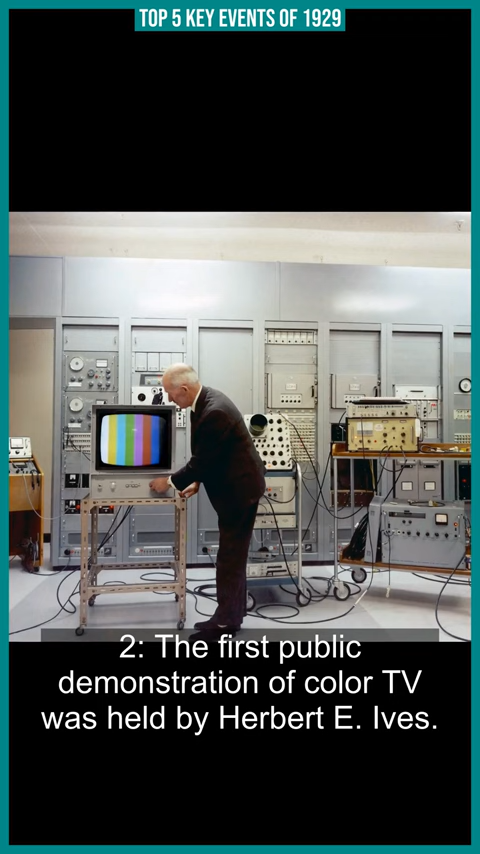 TOP 5 KEY EVENTS OF 1929
2: The first public
demonstration of color TV
was held by Herbert E. Ives.